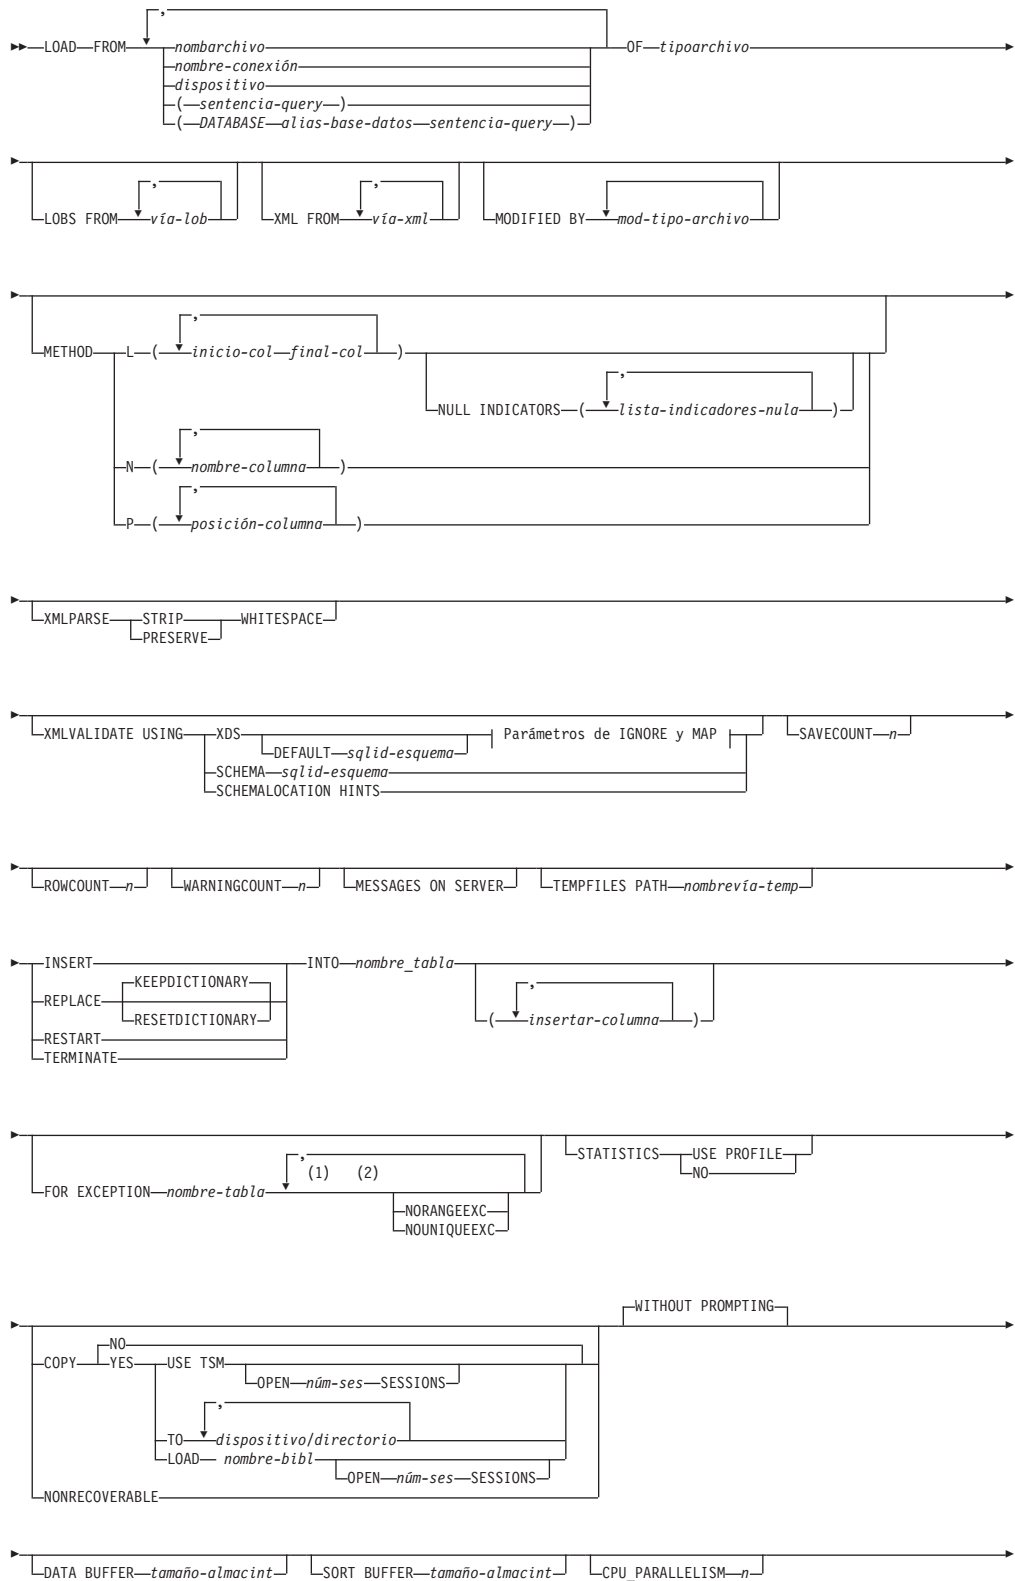 ,
LOAD FROM nombarchivo OF tipoarchivo
nombre-conexión
dispositivo
( sentencia-query )
( DATABASE alias-base-datos sentencia-query )
, , 
LOBS FROM vía-lob XML FROM vía-xml MODIFIED BY mod-tipo-archivo
,
METHOD L ( inicio-col final-col )
,
NULL INDICATORS ( lista-indicadores-nula )
,
N ( nombre-columna )
,
P ( posición-columna )
XMLPARSE STRIP WHITESPACE
PRESERVE
XMLVALIDATE USING XDS Parámetros de IGNORE y MAP SAVECOUNT n
DEFAULT sqlid-esquema
SCHEMA sqlid-esquema
SCHEMALOCATION HINTS
ROWCOUNT n WARNINGCOUNT n MESSAGES ON SERVER TEMPFILES PATH nombrevía-temp
INSERT INTO nombre_tabla
KEEPDICTIONARY ,
REPLACE
RESETDICTIONARY ( insertar-columna )
RESTART
TERMINATE
, STATISTICS USE PROFILE
(1) (2) NO
FOR EXCEPTION nombre-tabla
NORANGEEXC
NOUNIQUEEXC
WITHOUT PROMPTING
NO
COPY YES USE TSM
OPEN núm-ses SESSIONS
,
TO dispositivo/directorio
LOAD nombre-bibl
OPEN núm-ses SESSIONS
NONRECOVERABLE
DATA BUFFER tamaño-almacint SORT BUFFER tamaño-almacint CPU_PARALLELISM n